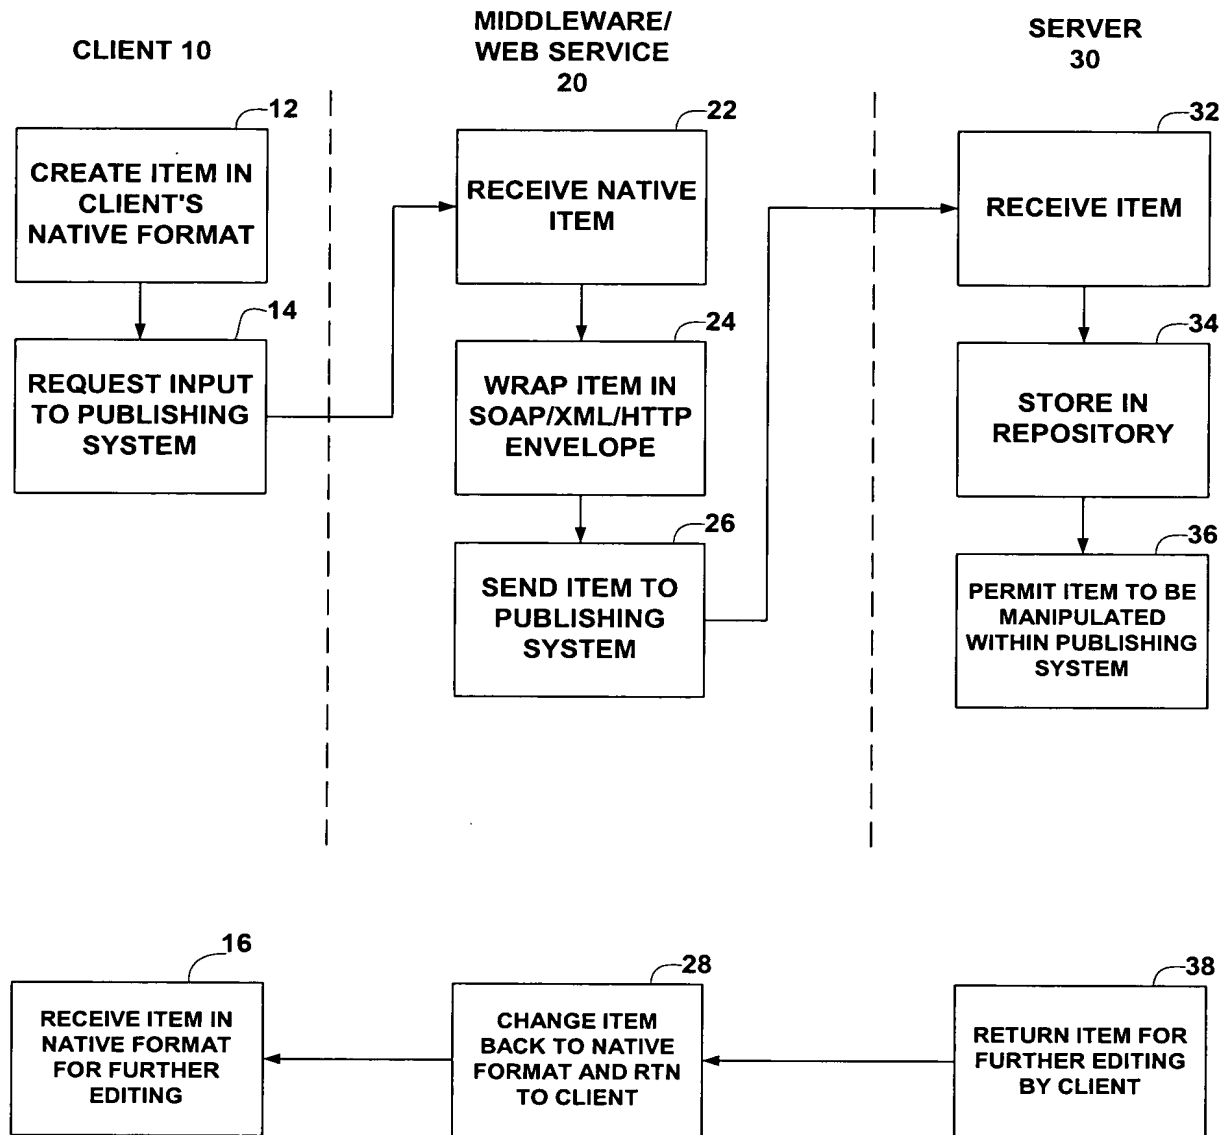 CLIENT 10
MIDDLEWARE/
WEB SERVICE
20
SERVER
30
12
CREATE ITEM IN
CLIENT'S
NATIVE FORMAT
14
REQUEST INPUT
TO PUBLISHING
SYSTEM
22
RECEIVE NATIVE
ITEM
24
WRAP ITEM IN
SOAP/XML/HTTP
ENVELOPE
26
SEND ITEM TO
PUBLISHING
SYSTEM
32
RECEIVE ITEM
34
STORE IN
REPOSITORY
36
PERMIT ITEM TO BE
MANIPULATED
WITHIN PUBLISHING
SYSTEM
16
RECEIVE ITEM IN
NATIVE FORMAT
FOR FURTHER
EDITING
28
CHANGE ITEM
BACK TO NATIVE
FORMAT AND RTN
TO CLIENT
38
RETURN ITEM FOR
FURTHER EDITING
BY CLIENT